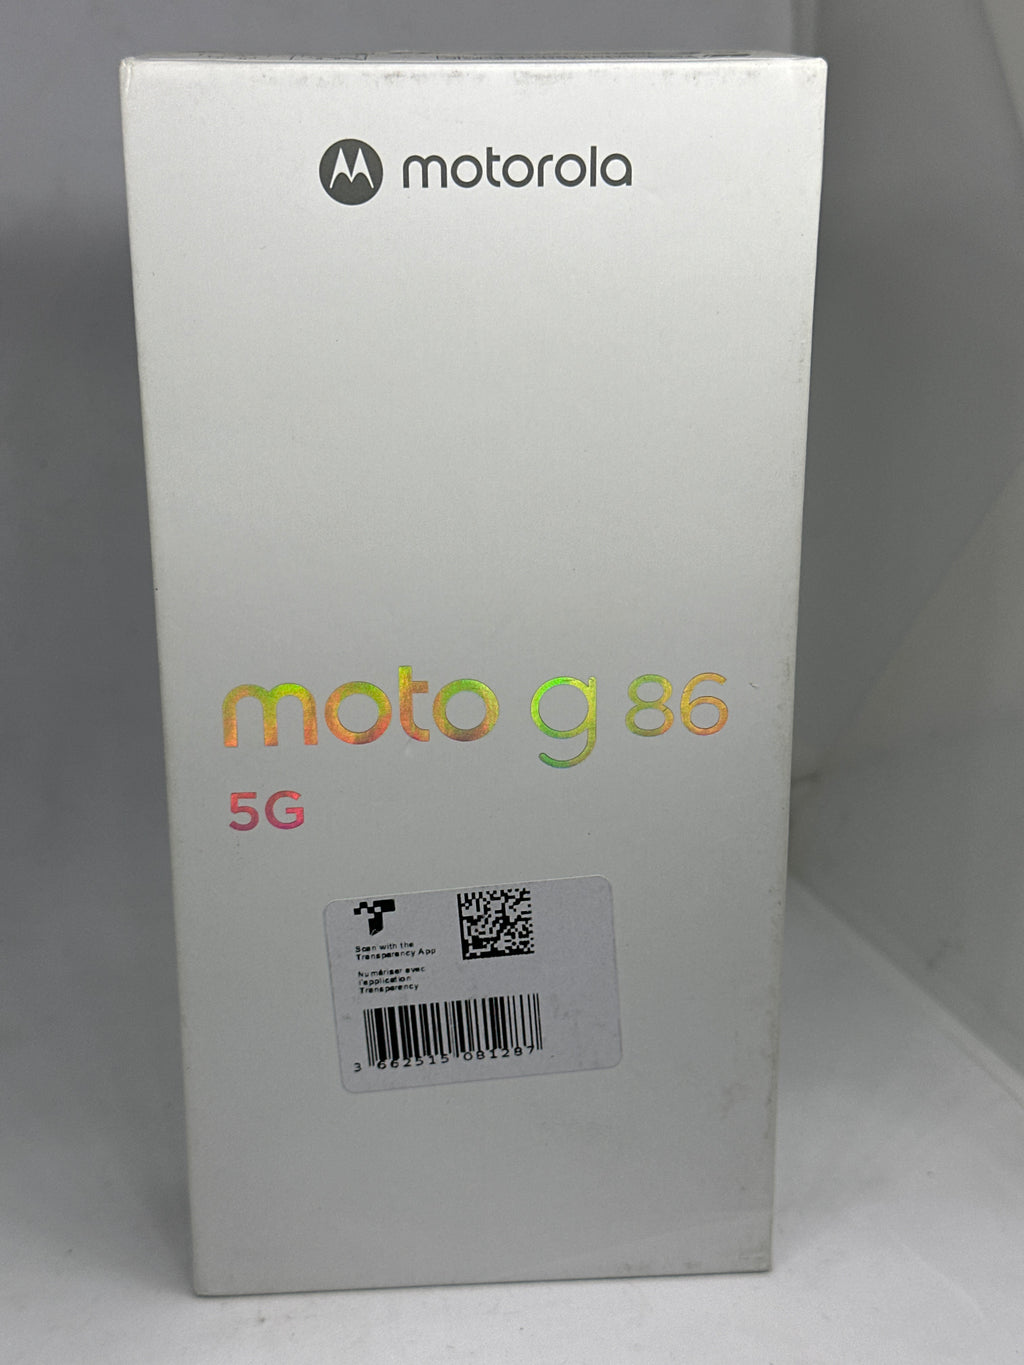 motorola
moto g 86
5G
Scan with the
Transparency App
Numériser avec
l'application
Transparency
3 662515 081287